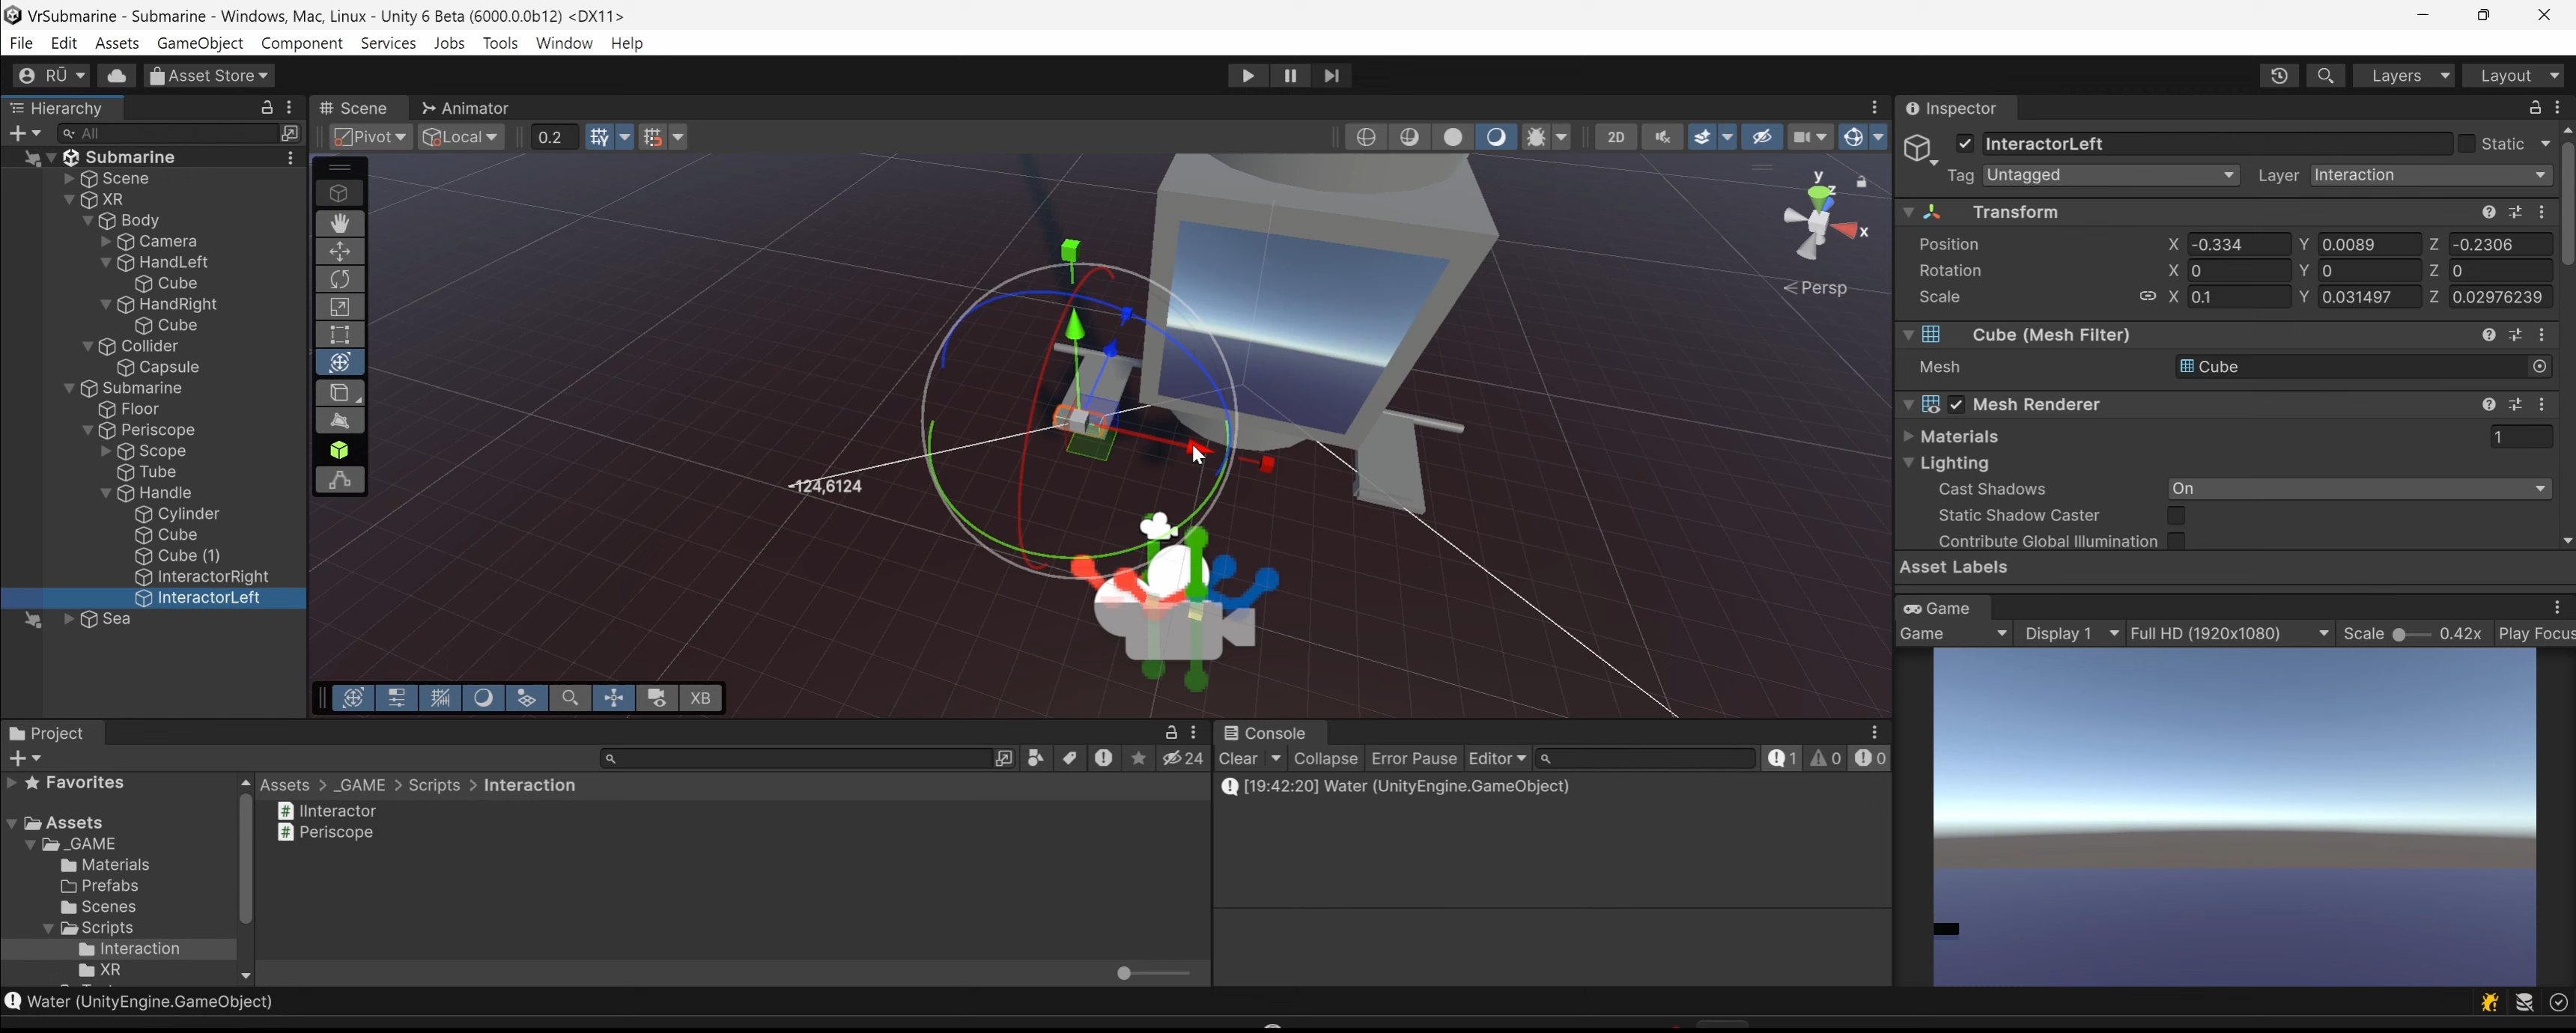 VrSubmarine - Submarine - Windows, Mac, Linux - Unity 6 Beta (6000.0.0b12) <DX11>
File Edit Assets GameObject Component Services Jobs Tools Window Help
RŪ Asset Store Layers Layout
Hierarchy
All
Submarine
Scene
XR
Body
Camera
HandLeft
Cube
HandRight
Cube
Collider
Capsule
Submarine
Floor
Periscope
Scope
Tube
Handle
Cylinder
Cube
Cube (1)
InteractorRight
InteractorLeft
Sea
Scene Animator
Pivot Local 0.2 2D
y
z
x
Persp
-124,6124
XB
Inspector
InteractorLeft Static
Tag Untagged Layer Interaction
Transform
Position X -0.334 Y 0.0089 Z -0.2306
Rotation X 0 Y 0 Z 0
Scale X 0.1 Y 0.031497 Z 0.02976239
Cube (Mesh Filter)
Mesh Cube
Mesh Renderer
Materials 1
Lighting
Cast Shadows On
Static Shadow Caster
Contribute Global Illumination
Asset Labels
Game
Game Display 1 Full HD (1920x1080) Scale 0.42x Play Focus
Project
24
Favorites
Assets
_GAME
Materials
Prefabs
Scenes
Scripts
Interaction
XR
Assets > _GAME > Scripts > Interaction
IInteractor
Periscope
Console
Clear Collapse Error Pause Editor 1 0 0
[19:42:20] Water (UnityEngine.GameObject)
Water (UnityEngine.GameObject)